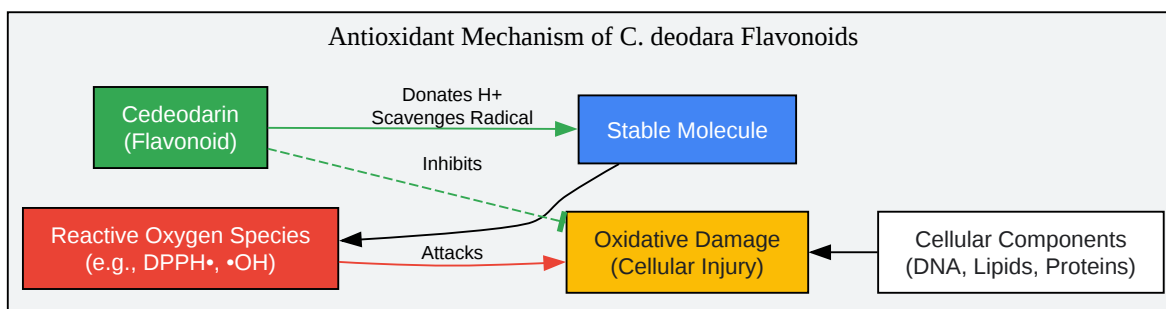 Antioxidant Mechanism of C. deodara Flavonoids
Cedeodarin
(Flavonoid)
Donates H+
Scavenges Radical
Stable Molecule
Inhibits
Reactive Oxygen Species
(e.g., DPPH•, •OH)
Attacks
Oxidative Damage
(Cellular Injury)
Cellular Components
(DNA, Lipids, Proteins)